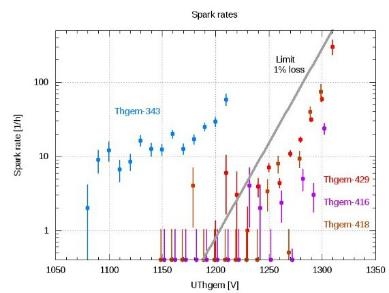 Spark rates
Spark rate [1/h]
100
10
1
Limit
1% loss
Thgem-343
Thgem-429
Thgem-416
Thgem-418
1050 1100 1150 1200 1250 1300 1350
UThgem [V]